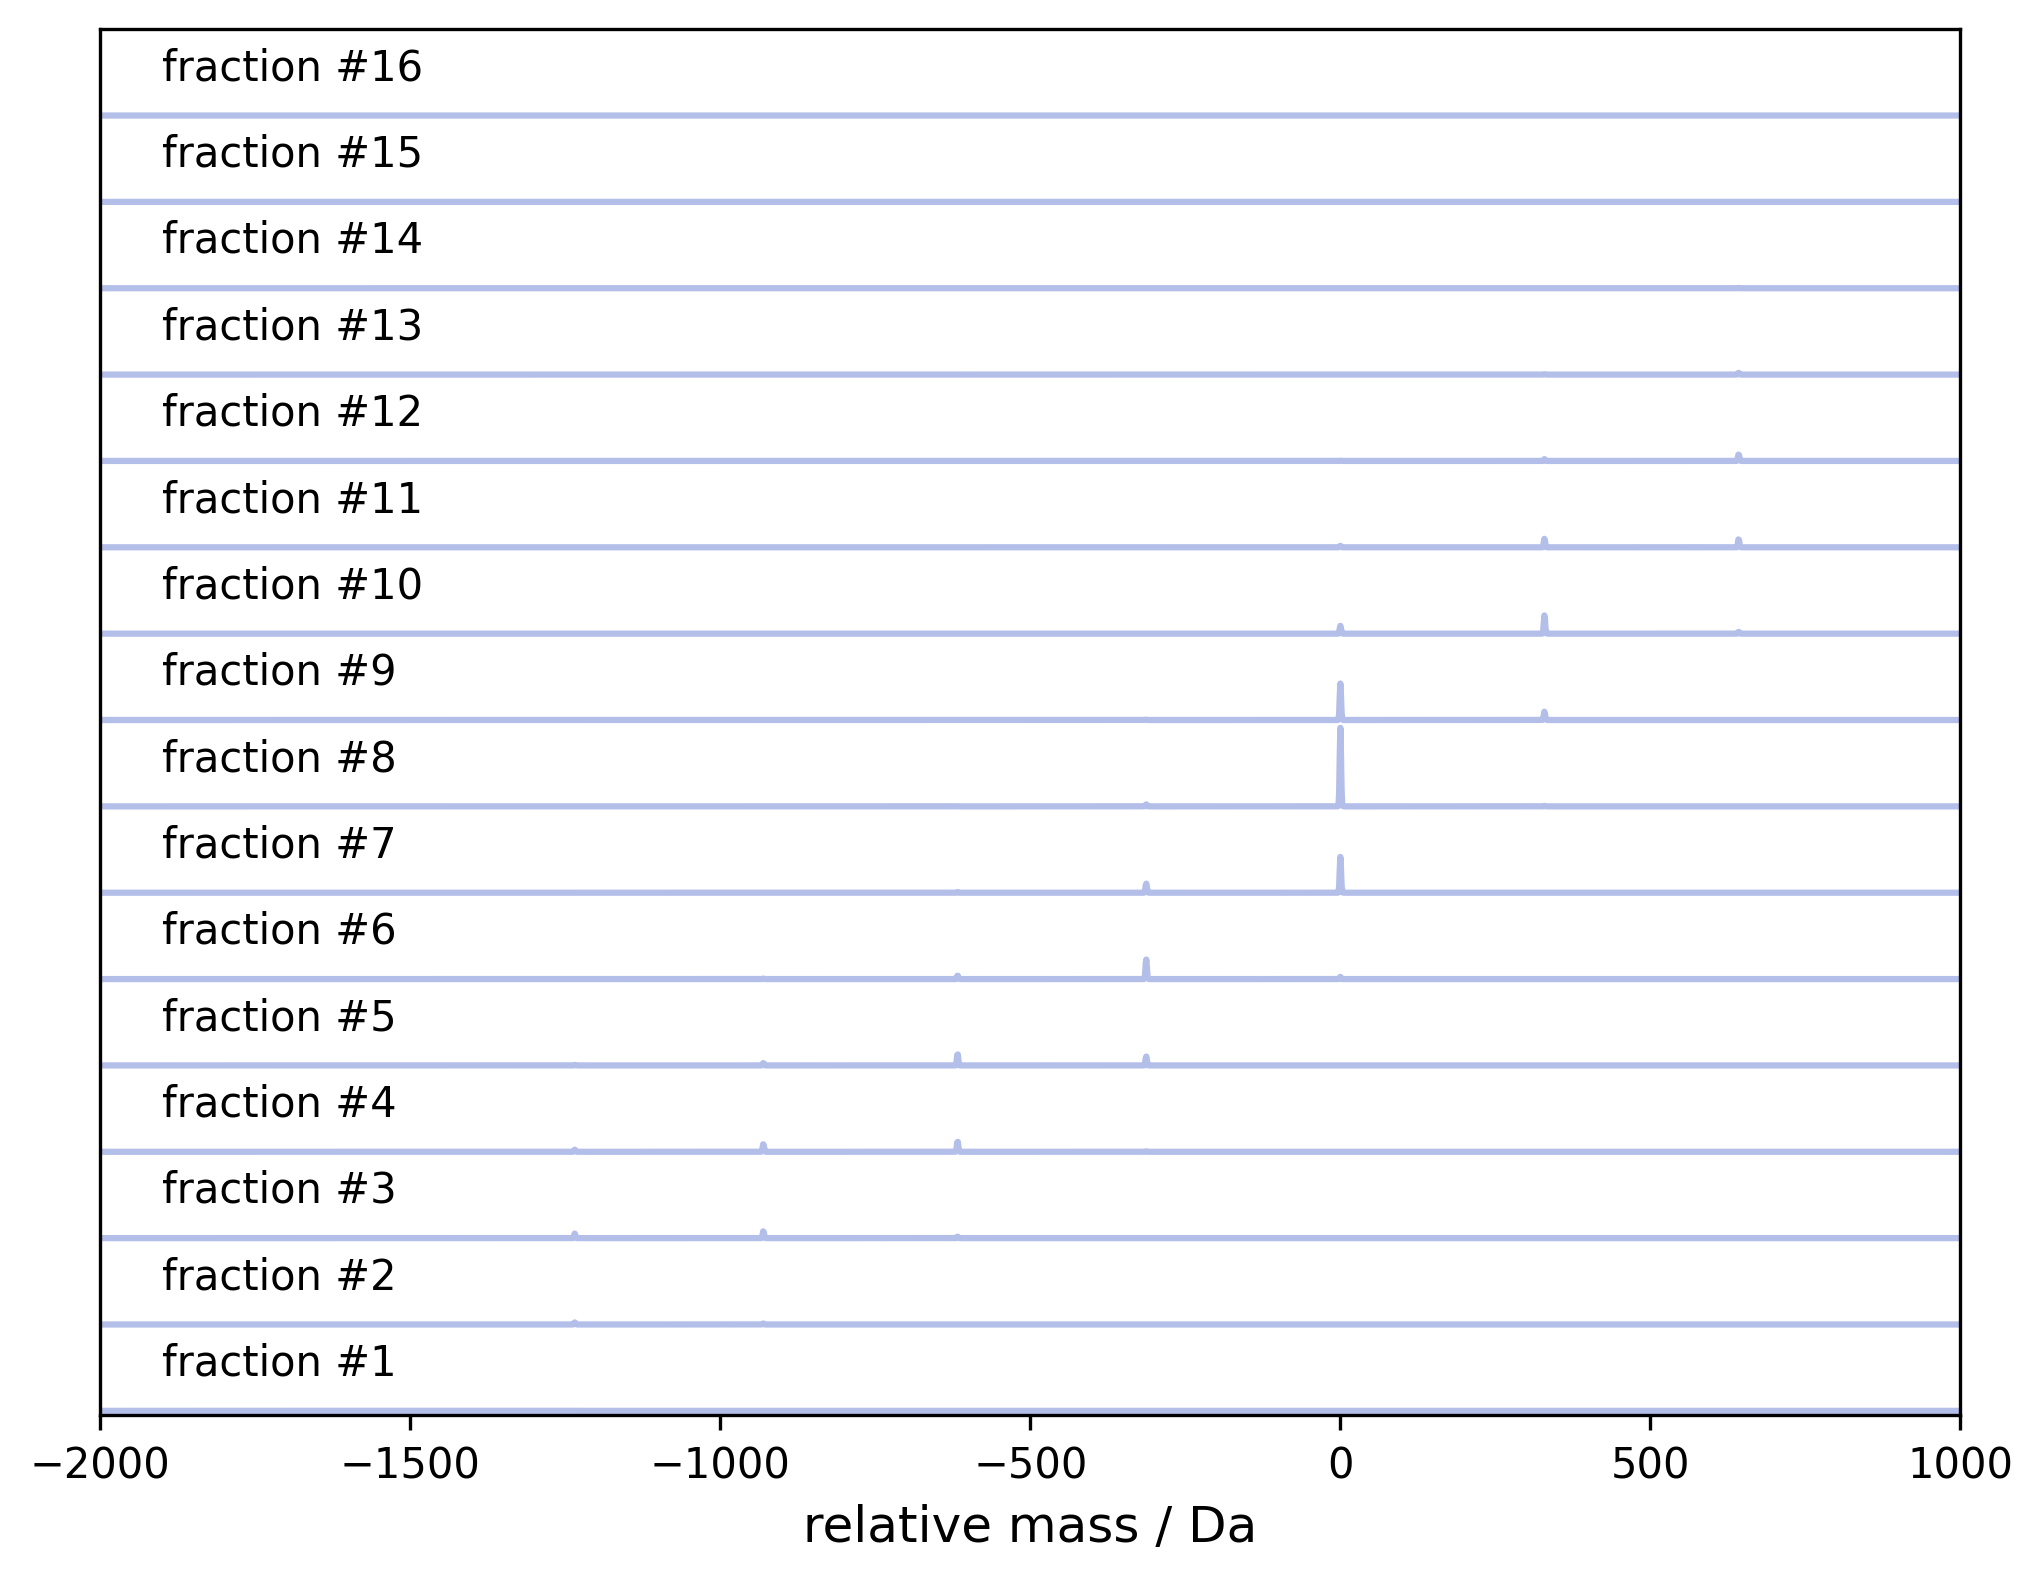 fraction #16
fraction #15
fraction #14
fraction #13
fraction #12
fraction #11
fraction #10
fraction #9
fraction #8
fraction #7
fraction #6
fraction #5
fraction #4
fraction #3
fraction #2
fraction #1
−2000 −1500 −1000 −500 0 500 1000
relative mass / Da